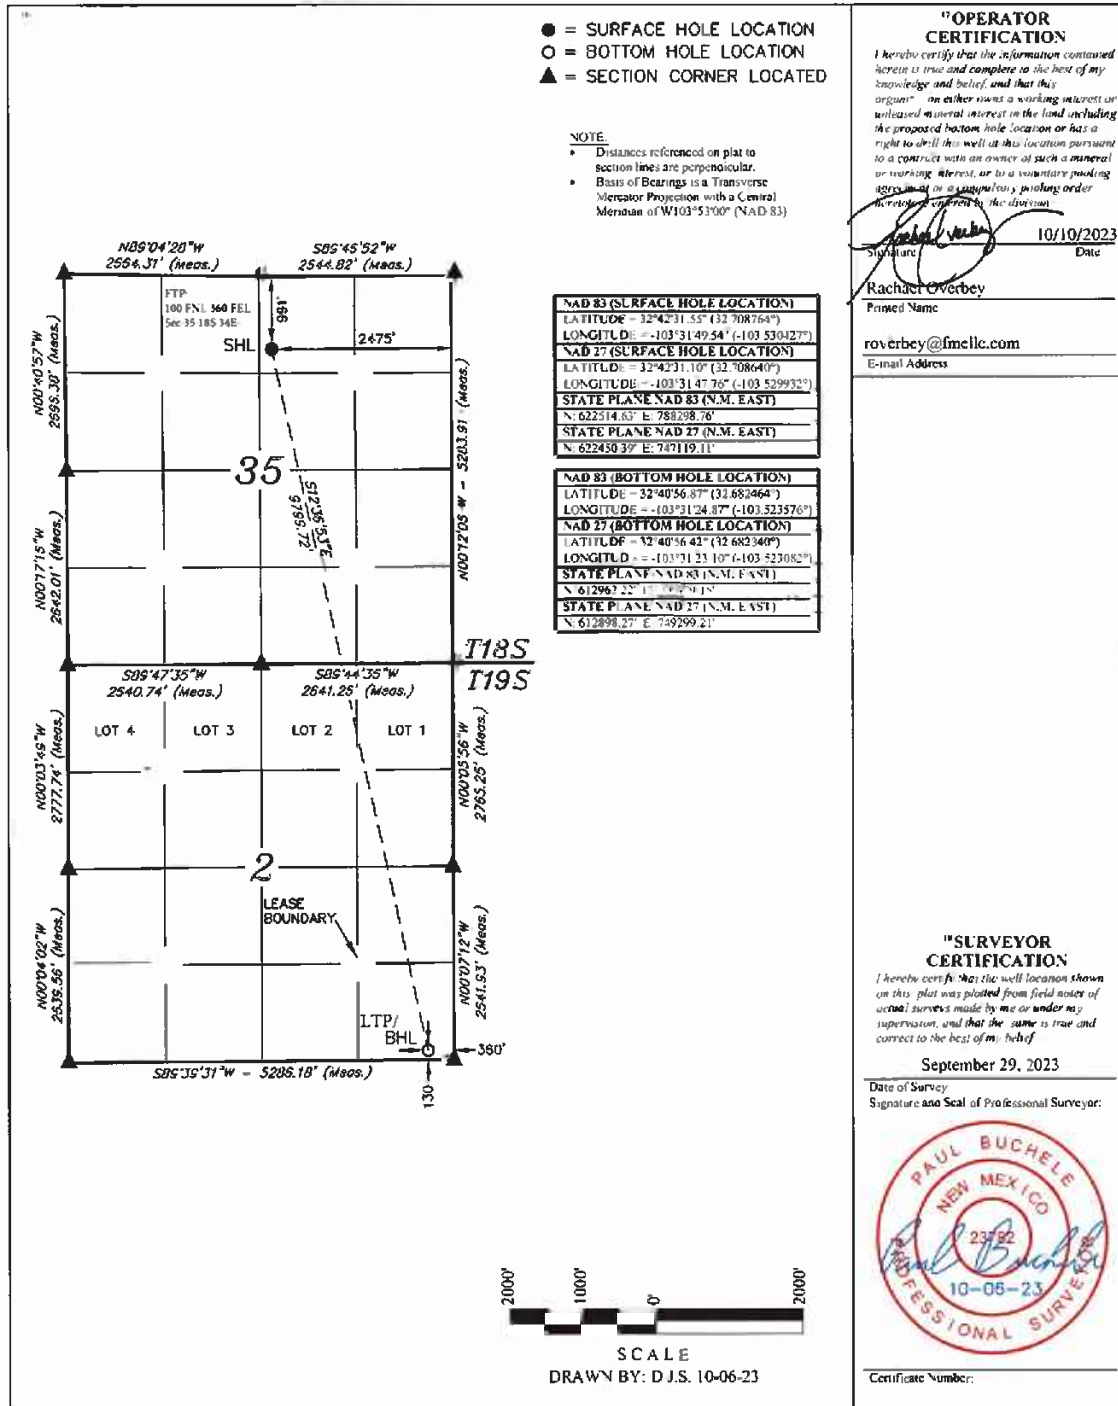 ● = SURFACE HOLE LOCATION
○ = BOTTOM HOLE LOCATION
▲ = SECTION CORNER LOCATED
NOTE:
• Distances referenced on plat to
section lines are perpendicular.
• Basis of Bearings is a Transverse
Mercator Projection with a Central
Meridian of W103°53'00" (NAD 83)
N89°04'28"W
2564.31' (Meas.)
S89°45'52"W
2544.82' (Meas.)
FTP:
100 FNL 360 FEL
Sec 35 18S 34E
SHL
991'
2475'
N00°40'57"W
(Meas.)
N00°12'05"W – 5283.91 (Meas.)
35
9795.72'
N00°17'15"W
2642.01' (Meas.)
T18S
T19S
S89°47'35"W
2540.74' (Meas.)
S89°44'35"W
2641.25' (Meas.)
LOT 4
LOT 3
LOT 2
LOT 1
N00°03'49"W
2777.74' (Meas.)
N00°05'56"W
2765.25' (Meas.)
2
LEASE
BOUNDARY
N00°04'02"W
2639.56' (Meas.)
N00°07'12"W
(Meas.)
LTP/
BHL
360'
130
S89°39'31"W – 5286.18' (Meas.)
NAD 83 (SURFACE HOLE LOCATION)
LATITUDE = 32°42'31.55" (32.708764°)
LONGITUDE = -103°31'49.54" (-103.530427°)
NAD 27 (SURFACE HOLE LOCATION)
LATITUDE = 32°42'31.10" (32.708640°)
LONGITUDE = -103°31'47.76" (-103.529932°)
STATE PLANE NAD 83 (N.M. EAST)
N: 622514.63' E: 788298.76'
STATE PLANE NAD 27 (N.M. EAST)
N: 622450.39' E: 747119.11'
NAD 83 (BOTTOM HOLE LOCATION)
LATITUDE = 32°40'56.87" (32.682464°)
LONGITUDE = -103°31'24.87" (-103.523576°)
NAD 27 (BOTTOM HOLE LOCATION)
LATITUDE = 32°40'56.42" (32.682340°)
LONGITUD = -103°31'23.10" (-103.523082°)
STATE PLANE NAD 83 (N.M. EAST)
N: 612962.22'
STATE PLANE NAD 27 (N.M. EAST)
N: 612898.27' E: 749299.21'
2000'
1000'
0'
2000'
SCALE
DRAWN BY: D.J.S. 10-06-23
17 OPERATOR
CERTIFICATION
I hereby certify that the information contained
herein is true and complete to the best of my
knowledge and belief, and that this
on either owns a working interest or
unleased mineral interest in the land including
the proposed bottom hole location or has a
right to drill this well at this location pursuant
to a contract with an owner of such a mineral
or working interest, or to a voluntary pooling
agreement or a compulsory pooling order
heretofore entered by the division
10/10/2023
Signature
Date
Rachael Overbey
Printed Name
roverbey@fmellc.com
E-mail Address
18 SURVEYOR
CERTIFICATION
I hereby certify that the well location shown
on this plat was plotted from field notes of
actual surveys made by me or under my
supervision, and that the same is true and
correct to the best of my belief
September 29, 2023
Date of Survey
Signature and Seal of Professional Surveyor:
PAUL BUCHELE
NEW MEXICO
23782
Paul Buchele
10-06-23
PROFESSIONAL SURVEYOR
Certificate Number: